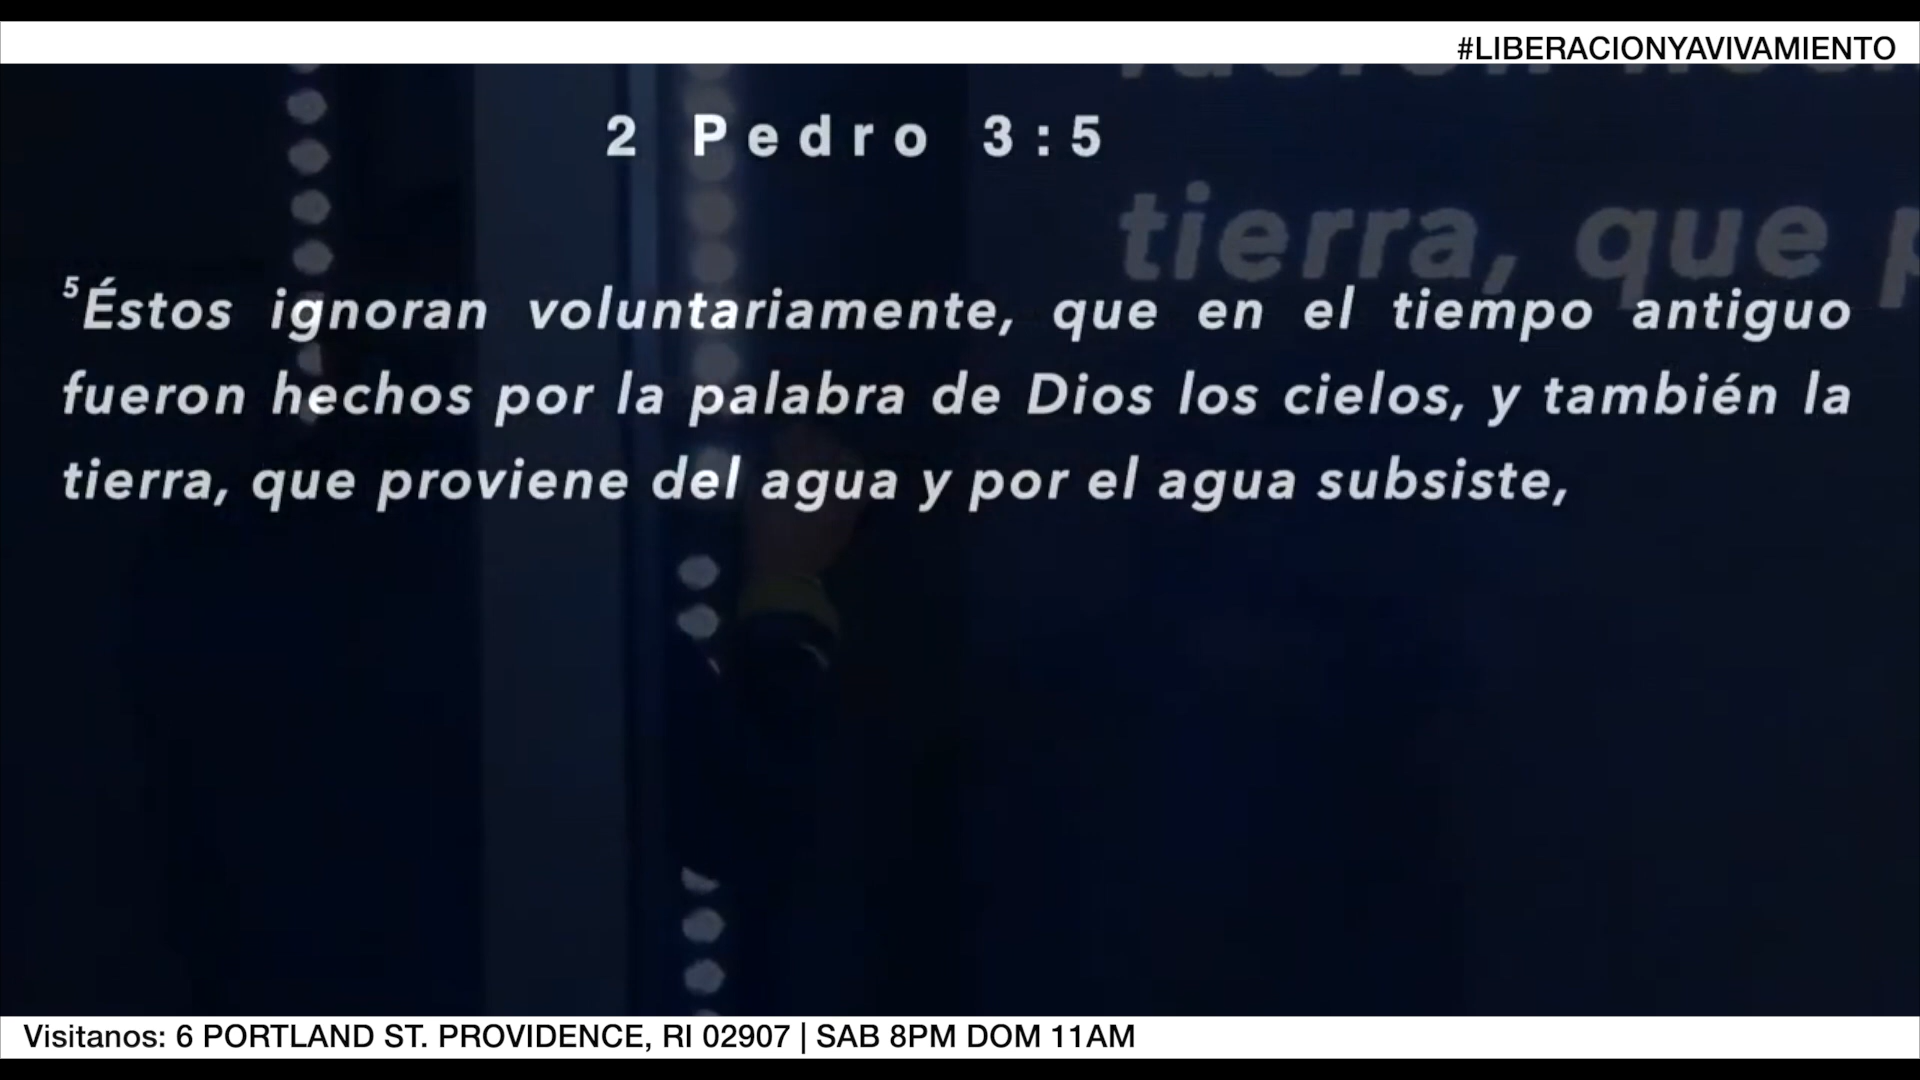 #LIBERACIONYAVIVAMIENTO
2 Pedro 3:5
tierra, que
5 Éstos ignoran voluntariamente, que en el tiempo antiguo
fueron hechos por la palabra de Dios los cielos, y también la
tierra, que proviene del agua y por el agua subsiste,
Visitanos: 6 PORTLAND ST. PROVIDENCE, RI 02907 | SAB 8PM DOM 11AM